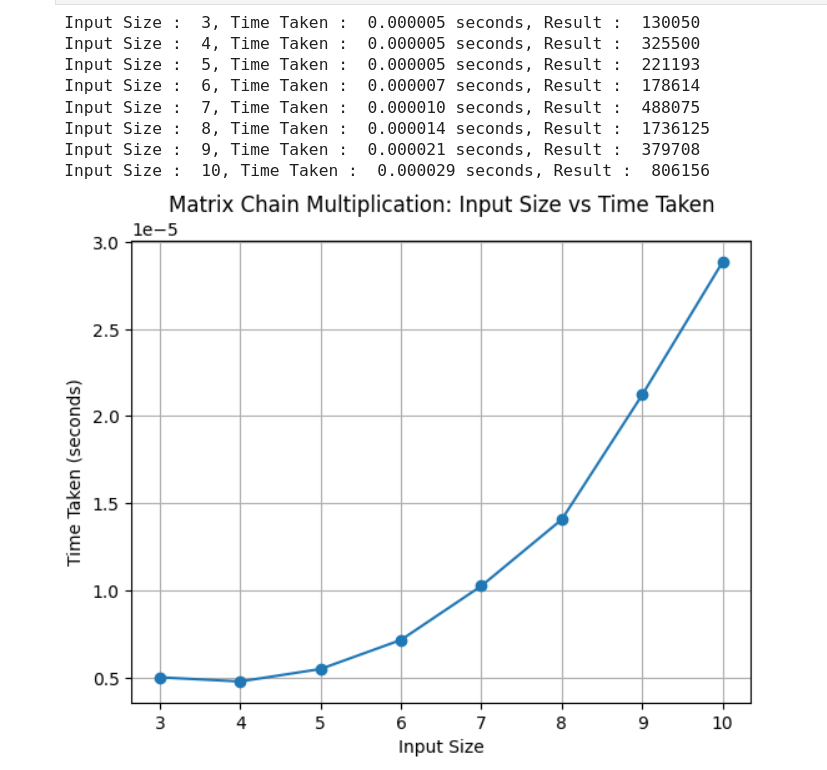 Input Size :  3, Time Taken :  0.000005 seconds, Result :  130050
Input Size :  4, Time Taken :  0.000005 seconds, Result :  325500
Input Size :  5, Time Taken :  0.000005 seconds, Result :  221193
Input Size :  6, Time Taken :  0.000007 seconds, Result :  178614
Input Size :  7, Time Taken :  0.000010 seconds, Result :  488075
Input Size :  8, Time Taken :  0.000014 seconds, Result :  1736125
Input Size :  9, Time Taken :  0.000021 seconds, Result :  379708
Input Size :  10, Time Taken :  0.000029 seconds, Result :  806156
Matrix Chain Multiplication: Input Size vs Time Taken
1e−5
3.0
2.5
2.0
1.5
1.0
0.5
Time Taken (seconds)
3 4 5 6 7 8 9 10
Input Size